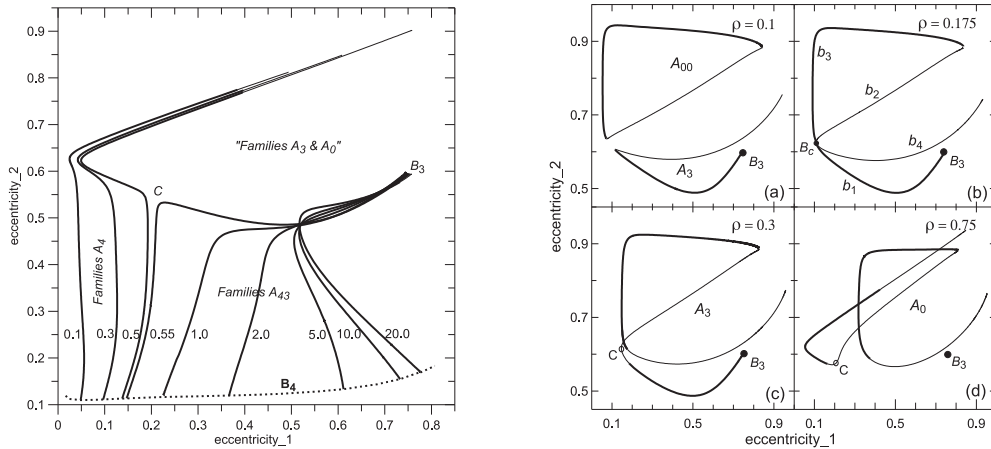 0.9
0.8
0.7
0.6
0.5
0.4
0.3
0.2
0.1
eccentricity_2
"Families A3 & A0"
B3
C
Families A4
Families A43
0.1 0.3 0.5 0.55 1.0 2.0 5.0 10.0 20.0
B4
0 0.1 0.2 0.3 0.4 0.5 0.6 0.7 0.8
eccentricity_1
ρ = 0.1
0.9
A00
0.5
A3
B3
(a)
ρ = 0.175
b3
b2
Bc
b4
b1
B3
(b)
eccentricity_2
ρ = 0.3
0.9
0.7
A3
C
0.5
B3
(c)
ρ = 0.75
A0
C
B3
(d)
0.1 0.5 0.9 0.1 0.5 0.9
eccentricity_1